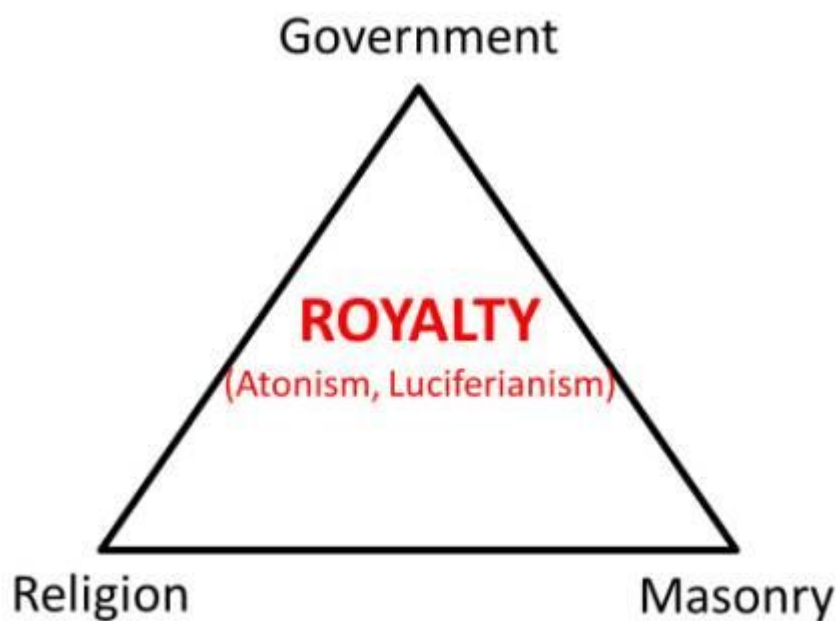 Government
ROYALTY
(Atonism, Luciferianism)
Religion
Masonry